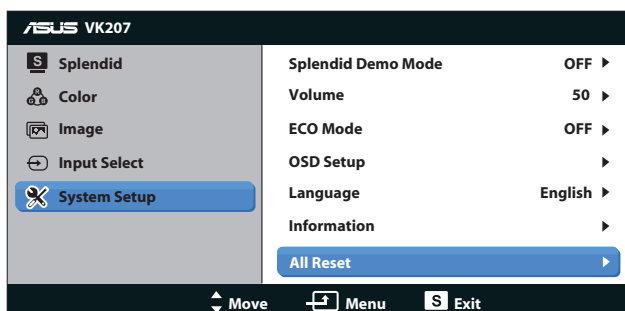 ASUS VK207
S Splendid
Color
Image
Input Select
System Setup
Splendid Demo Mode OFF
Volume 50
ECO Mode OFF
OSD Setup
Language English
Information
All Reset
Move Menu S Exit